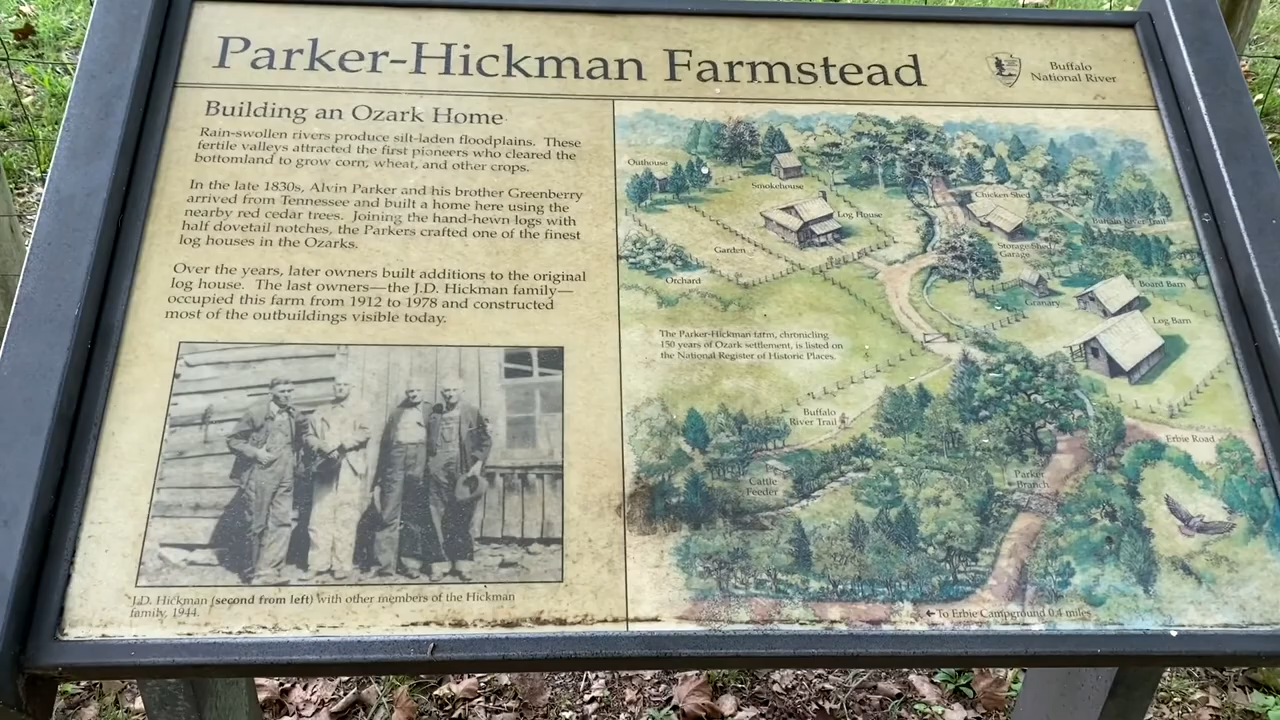 Parker-Hickman Farmstead
Buffalo
National River
Building an Ozark Home
Rain-swollen rivers produce silt-laden floodplains. These
fertile valleys attracted the first pioneers who cleared the
bottomland to grow corn, wheat, and other crops.
In the late 1830s, Alvin Parker and his brother Greenberry
arrived from Tennessee and built a home here using the
nearby red cedar trees. Joining the hand-hewn logs with
half dovetail notches, the Parkers crafted one of the finest
log houses in the Ozarks.
Over the years, later owners built additions to the original
log house. The last owners—the J.D. Hickman family—
occupied this farm from 1912 to 1978 and constructed
most of the outbuildings visible today.
J.D. Hickman (second from left) with other members of the Hickman
family, 1944.
Outhouse
Smokehouse
Chicken Shed
Log House
Buffalo River Trail
Garden
Storage Shed/
Garage
Orchard
Board Barn
Granary
Log Barn
The Parker-Hickman farm, chronicling
150 years of Ozark settlement, is listed on
the National Register of Historic Places.
Buffalo
River Trail
Erbie Road
Cattle
Feeder
Parker
Branch
←To Erbie Campground 0.4 miles